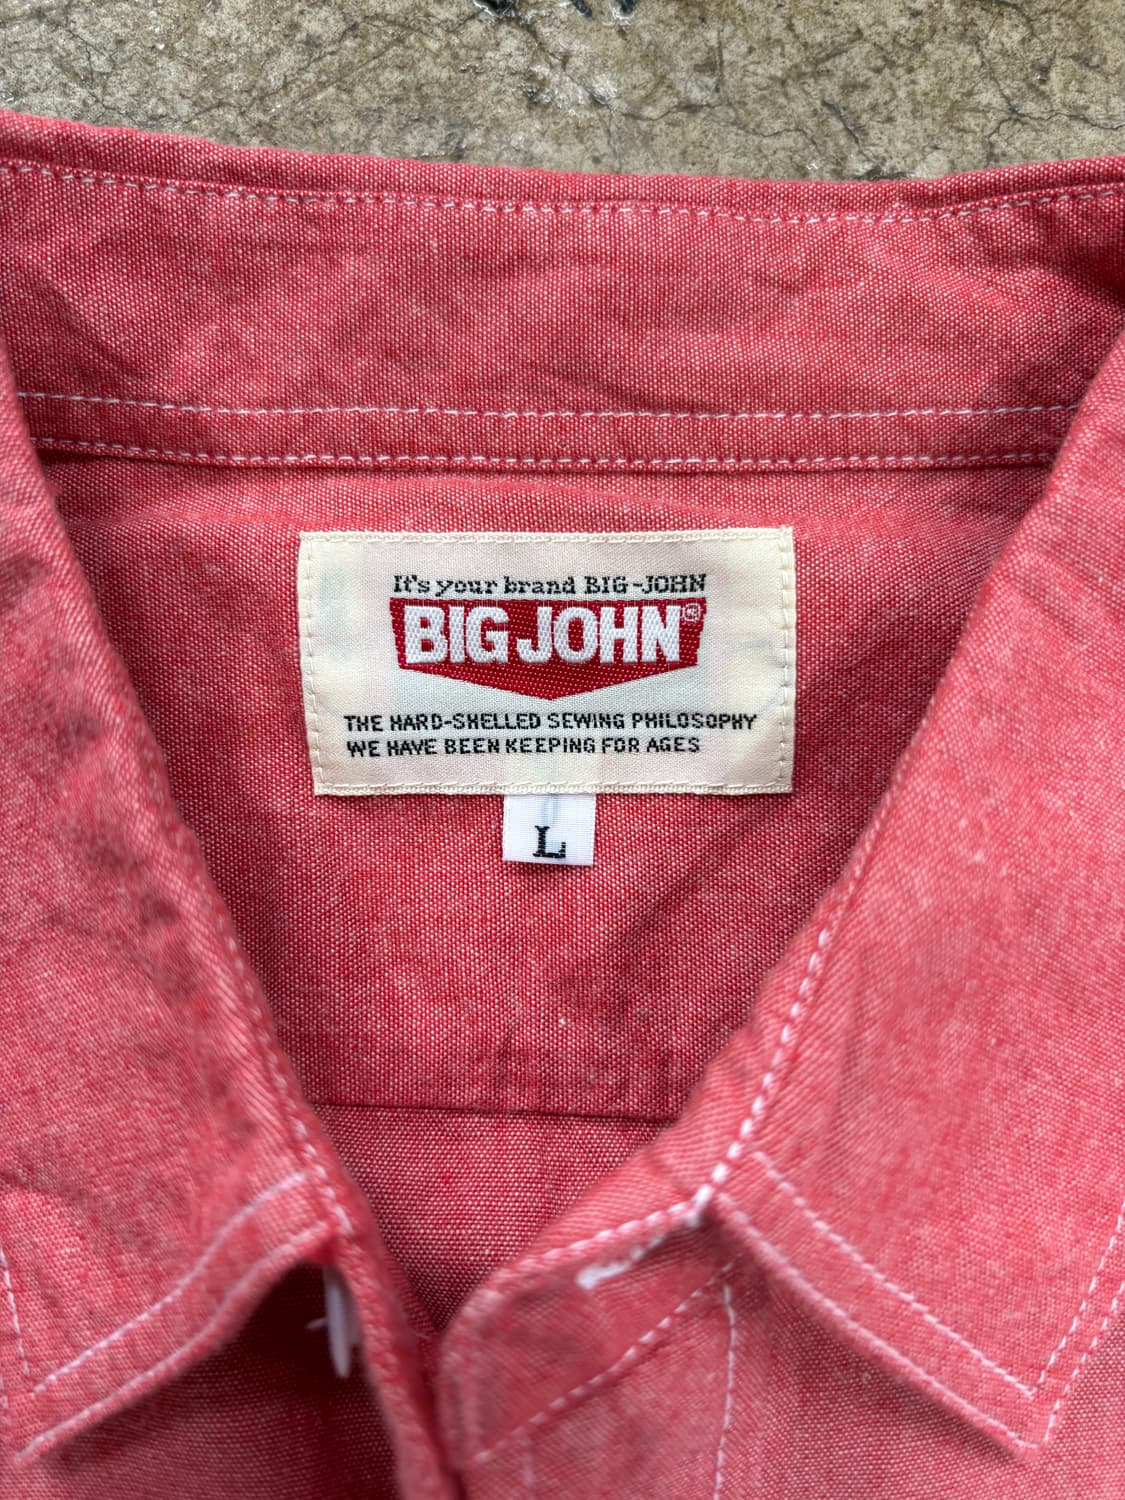 It's your brand BIG-JOHN
BIG JOHN®
THE HARD-SHELLED SEWING PHILOSOPHY
WE HAVE BEEN KEEPING FOR AGES
L